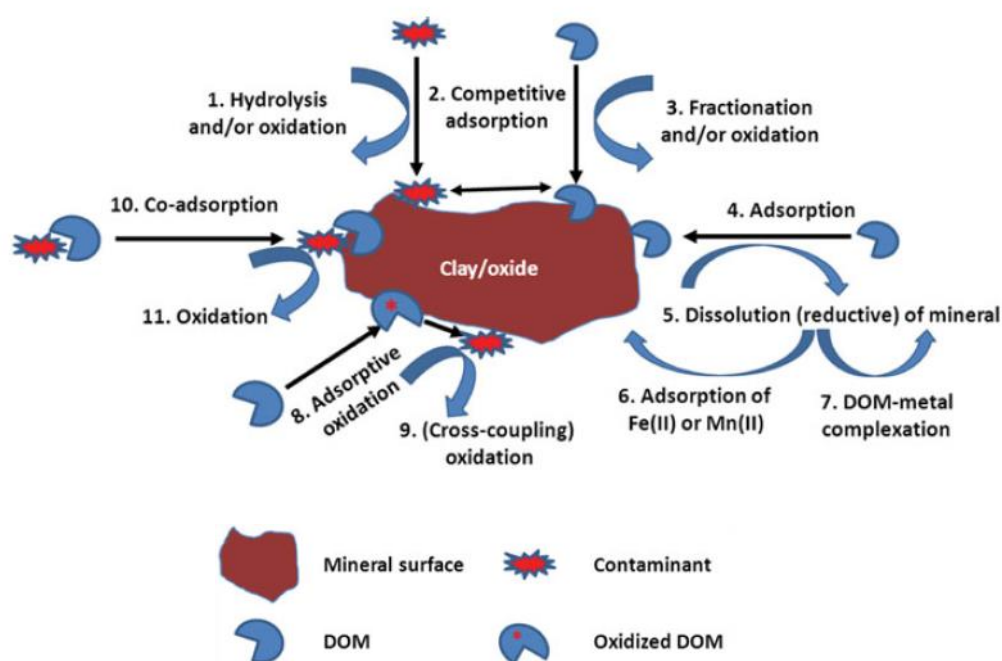 1. Hydrolysis
and/or oxidation
2. Competitive
adsorption
3. Fractionation
and/or oxidation
10. Co-adsorption
4. Adsorption
Clay/oxide
11. Oxidation
5. Dissolution (reductive) of mineral
8. Adsorptive
oxidation
6. Adsorption of
Fe(II) or Mn(II)
7. DOM-metal
complexation
9. (Cross-coupling)
oxidation
Mineral surface
Contaminant
DOM
Oxidized DOM